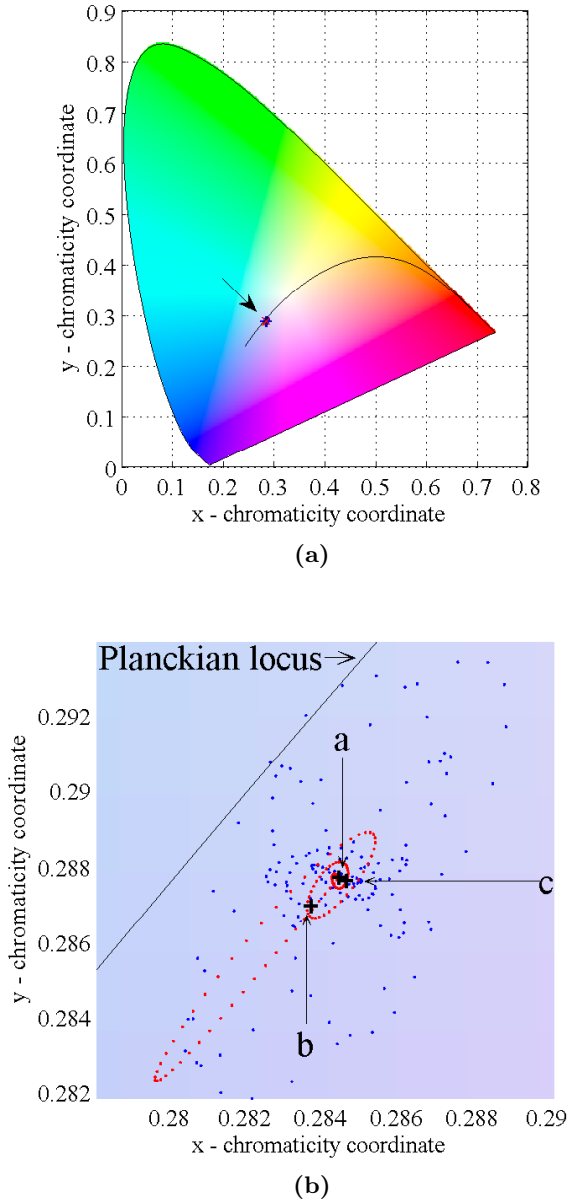 0.9
0.8
0.7
0.6
0.5
0.4
0.3
0.2
0.1
0
y - chromaticity coordinate
0 0.1 0.2 0.3 0.4 0.5 0.6 0.7 0.8
x - chromaticity coordinate
(a)
Planckian locus
a
0.292
0.29
0.288
0.286
0.284
0.282
y - chromaticity coordinate
c
b
0.28 0.282 0.284 0.286 0.288 0.29
x - chromaticity coordinate
(b)